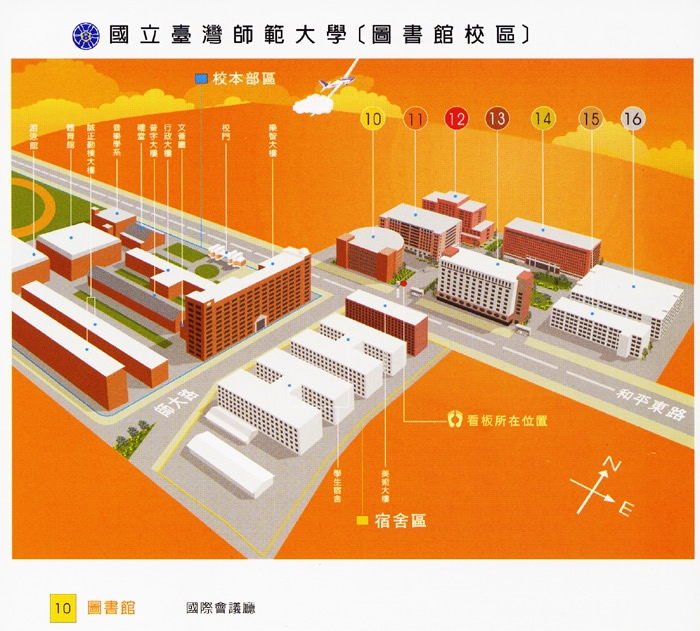 國立臺灣師範大學〔圖書館校區〕
校本部區
10 11 12 13 14 15 16
游泳館
體育館
誠正勤樸大樓
音樂學系
禮堂
普字大樓
行政大樓
文薈廳
校門
樂智大樓
師大路
和平東路
看板所在位置
N
E
學生宿舍
美術大樓
宿舍區
10 圖書館 國際會議廳